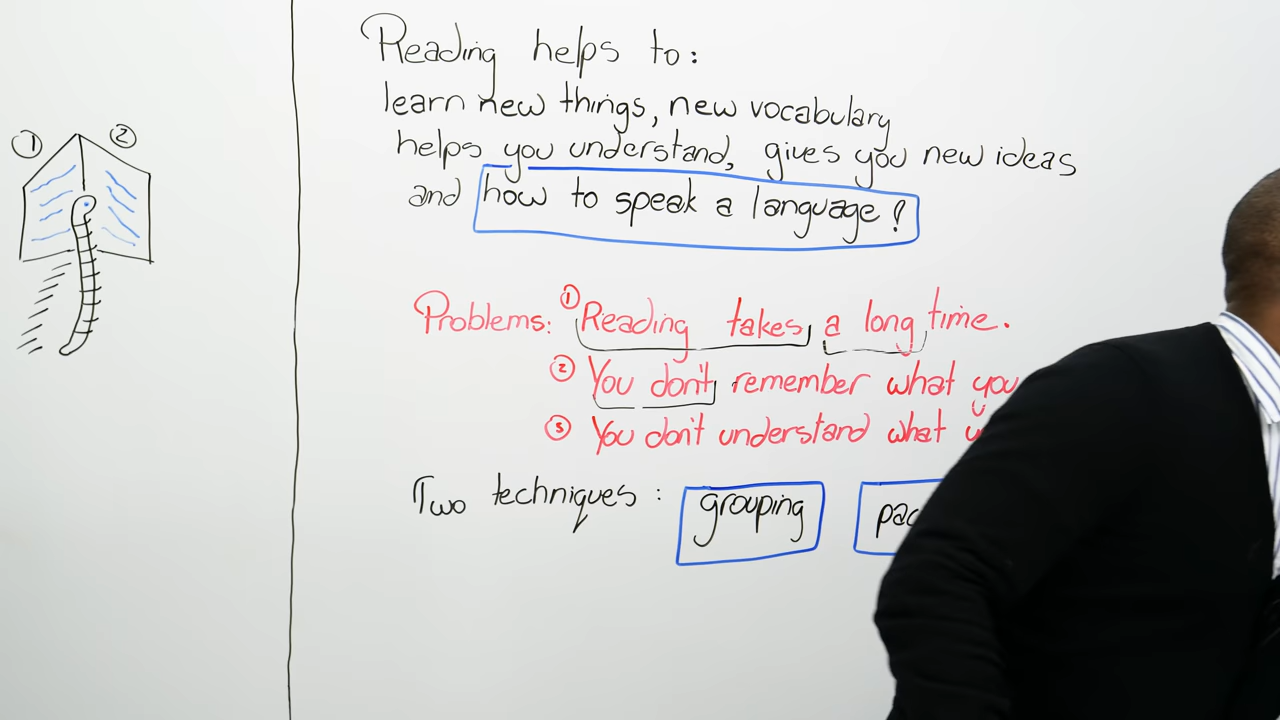 ① ②
Reading helps to:
learn new things, new vocabulary
helps you understand, gives you new ideas
and how to speak a language!
Problems: ① Reading takes a long time.
② You don't remember what you
③ You don't understand what
Two techniques: grouping